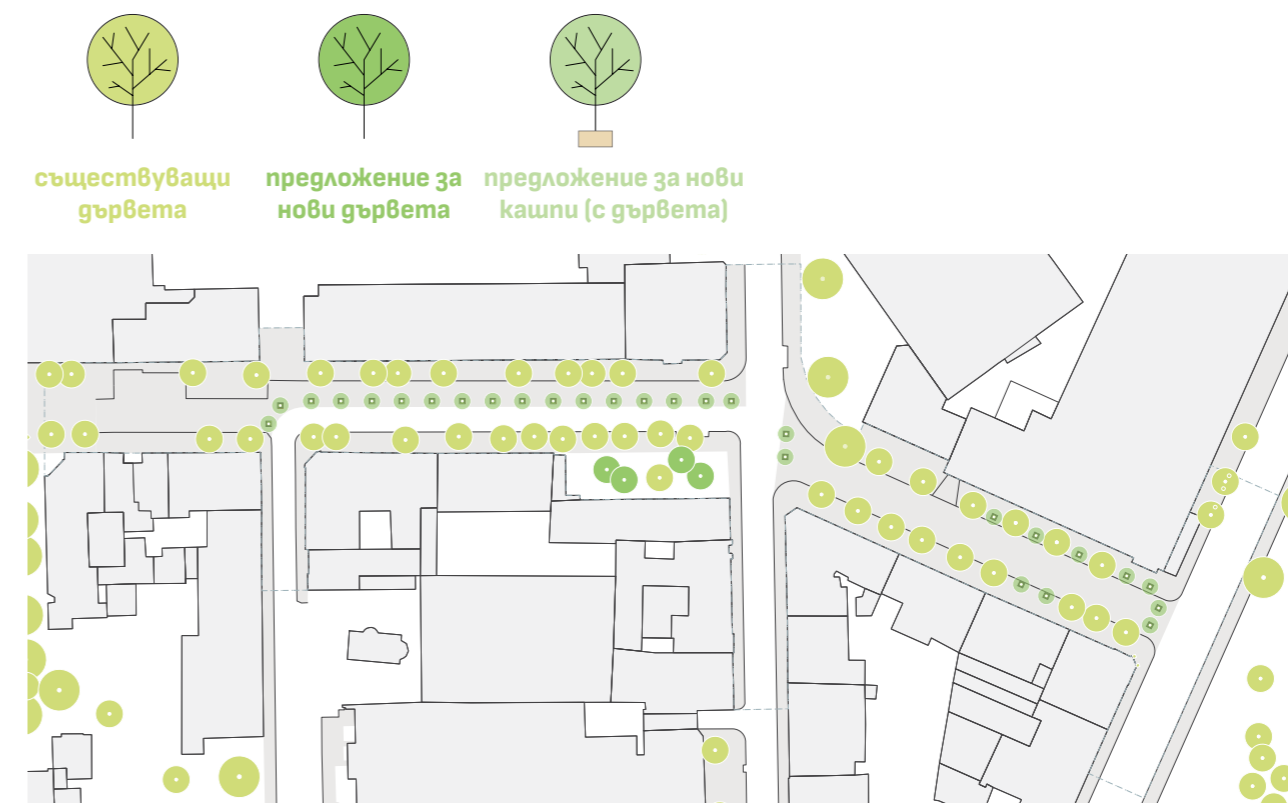 съществуващи
дървета
предложение за
нови дървета
предложение за нови
кашпи (с дървета)